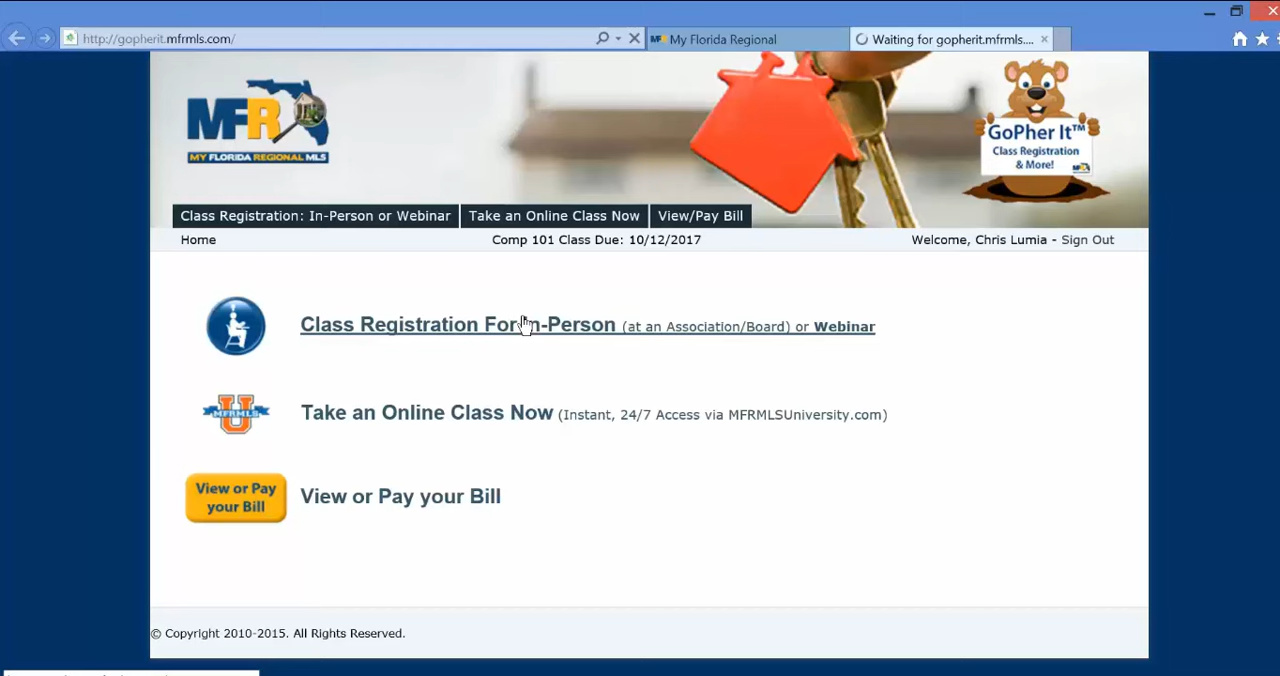 http://gopherit.mfrmls.com/
My Florida Regional
Waiting for gopherit.mfrmls....
MFR
MY FLORIDA REGIONAL MLS
GoPher It™
Class Registration
& More!
Class Registration: In-Person or Webinar
Take an Online Class Now
View/Pay Bill
Home
Comp 101 Class Due: 10/12/2017
Welcome, Chris Lumia - Sign Out
Class Registration For In-Person (at an Association/Board) or Webinar
MFRMLS
U
Take an Online Class Now (Instant, 24/7 Access via MFRMLSUniversity.com)
View or Pay
your Bill
View or Pay your Bill
© Copyright 2010-2015. All Rights Reserved.